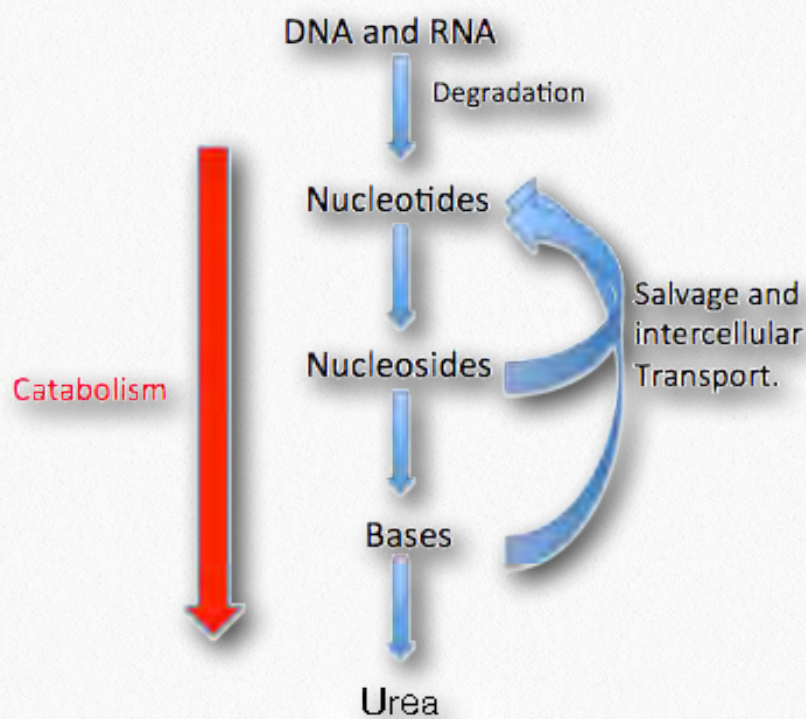 DNA and RNA
Degradation
Nucleotides
Salvage and
intercellular
Transport.
Nucleosides
Catabolism
Bases
Urea